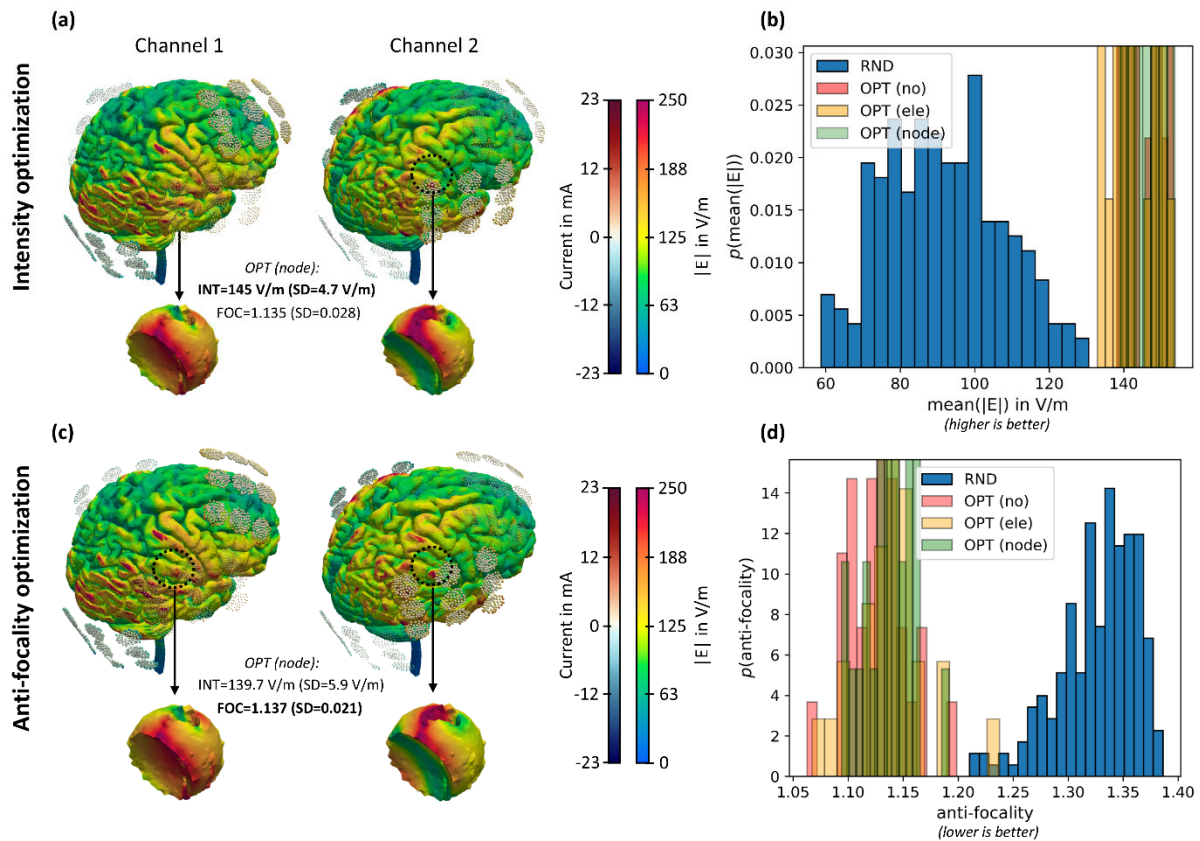 (a)
Channel 1
Channel 2
Intensity optimization
OPT (node):
INT=145 V/m (SD=4.7 V/m)
FOC=1.135 (SD=0.028)
23
12
0
-12
-23
Current in mA
250
188
125
63
0
|E| in V/m
(b)
RND
OPT (no)
OPT (ele)
OPT (node)
0.030
0.025
0.020
0.015
0.010
0.005
0.000
p(mean(|E|))
60
80
100
120
140
mean(|E|) in V/m
(higher is better)
(c)
Anti-focality optimization
OPT (node):
INT=139.7 V/m (SD=5.9 V/m)
FOC=1.137 (SD=0.021)
23
12
0
-12
-23
Current in mA
250
188
125
63
0
|E| in V/m
(d)
RND
OPT (no)
OPT (ele)
OPT (node)
14
12
10
8
6
4
2
0
p(anti-focality)
1.05
1.10
1.15
1.20
1.25
1.30
1.35
1.40
anti-focality
(lower is better)